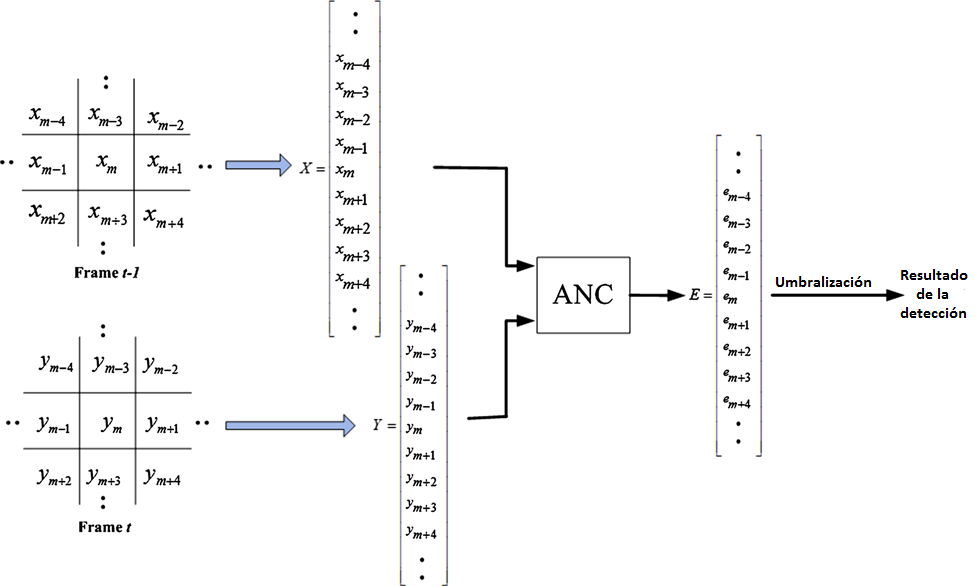 x_{m-4} x_{m-3} x_{m-2}
x_{m-1} x_m x_{m+1}
x_{m+2} x_{m+3} x_{m+4}
Frame t-1
X =
x_{m-4}
x_{m-3}
x_{m-2}
x_{m-1}
x_m
x_{m+1}
x_{m+2}
x_{m+3}
x_{m+4}
y_{m-4} y_{m-3} y_{m-2}
y_{m-1} y_m y_{m+1}
y_{m+2} y_{m+3} y_{m+4}
Frame t
Y =
y_{m-4}
y_{m-3}
y_{m-2}
y_{m-1}
y_m
y_{m+1}
y_{m+2}
y_{m+3}
y_{m+4}
ANC
E =
e_{m-4}
e_{m-3}
e_{m-2}
e_{m-1}
e_m
e_{m+1}
e_{m+2}
e_{m+3}
e_{m+4}
Umbralización
Resultado
de la
detección